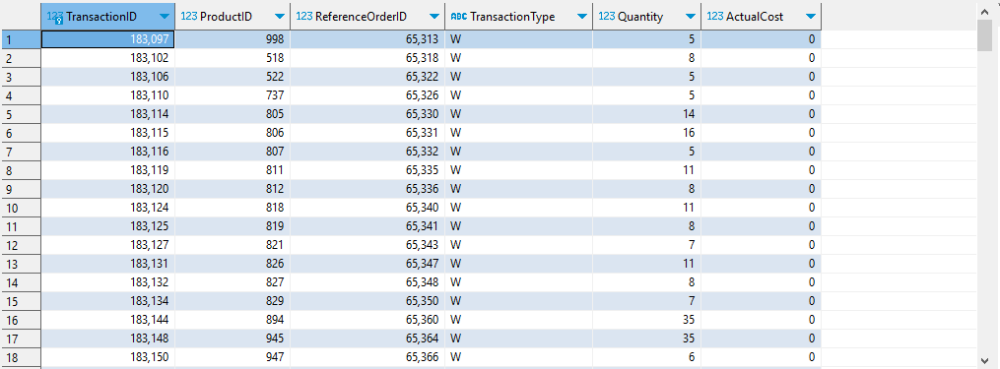 123 TransactionID 123 ProductID 123 ReferenceOrderID ABC TransactionType 123 Quantity 123 ActualCost
1 183,097 998 65,313 W 5 0
2 183,102 518 65,318 W 8 0
3 183,106 522 65,322 W 5 0
4 183,110 737 65,326 W 5 0
5 183,114 805 65,330 W 14 0
6 183,115 806 65,331 W 16 0
7 183,116 807 65,332 W 5 0
8 183,119 811 65,335 W 11 0
9 183,120 812 65,336 W 8 0
10 183,124 818 65,340 W 11 0
11 183,125 819 65,341 W 8 0
12 183,127 821 65,343 W 7 0
13 183,131 826 65,347 W 11 0
14 183,132 827 65,348 W 8 0
15 183,134 829 65,350 W 7 0
16 183,144 894 65,360 W 35 0
17 183,148 945 65,364 W 35 0
18 183,150 947 65,366 W 6 0